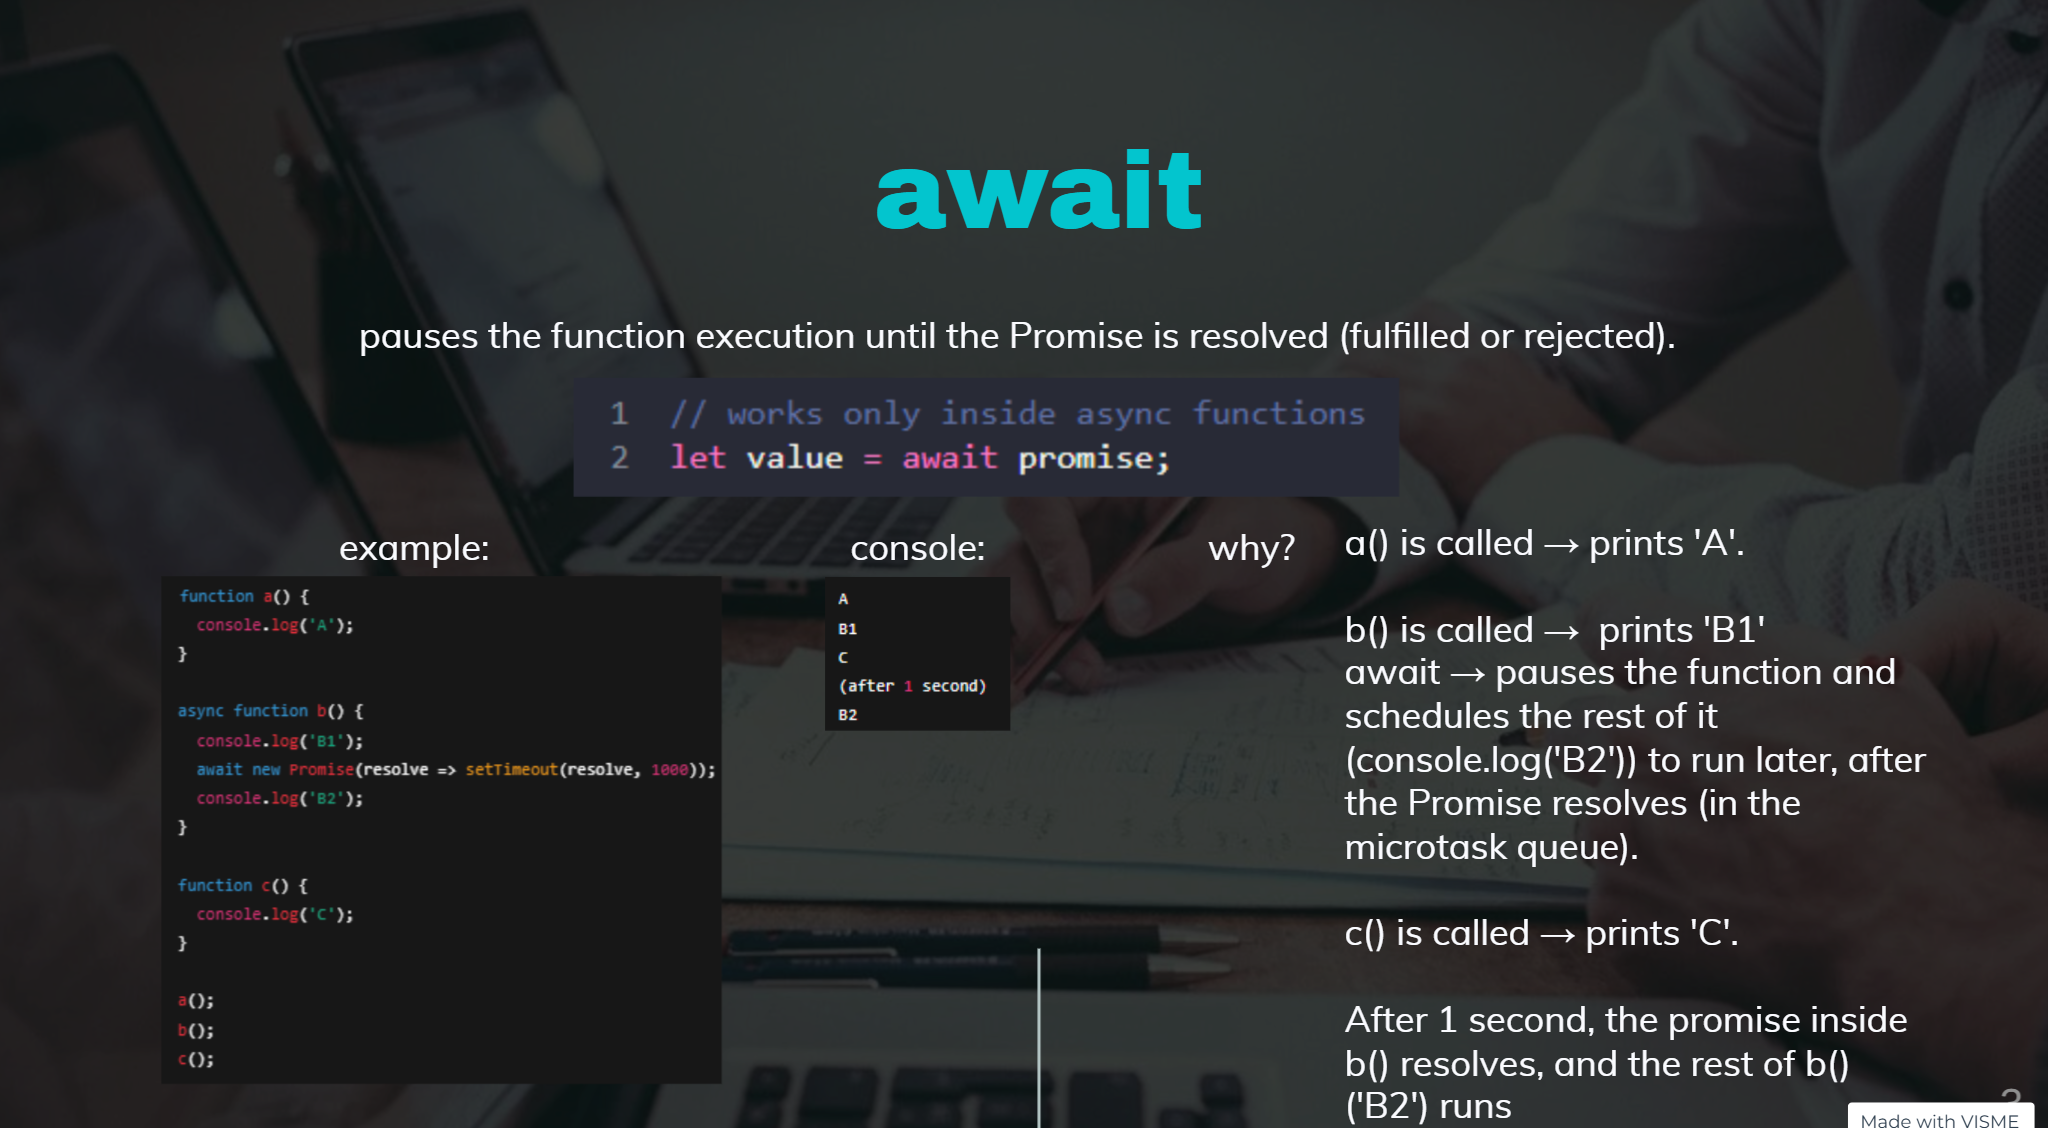 await
pauses the function execution until the Promise is resolved (fulfilled or rejected).
1 // works only inside async functions
2 let value = await promise;
example:
function a() {
  console.log('A');
}

async function b() {
  console.log('B1');
  await new Promise(resolve => setTimeout(resolve, 1000));
  console.log('B2');
}

function c() {
  console.log('C');
}

a();
b();
c();
console:
A
B1
C
(after 1 second)
B2
why?
a() is called → prints 'A'.
b() is called → prints 'B1'
await → pauses the function and
schedules the rest of it
(console.log('B2')) to run later, after
the Promise resolves (in the
microtask queue).
c() is called → prints 'C'.
After 1 second, the promise inside
b() resolves, and the rest of b()
('B2') runs
Made with VISME